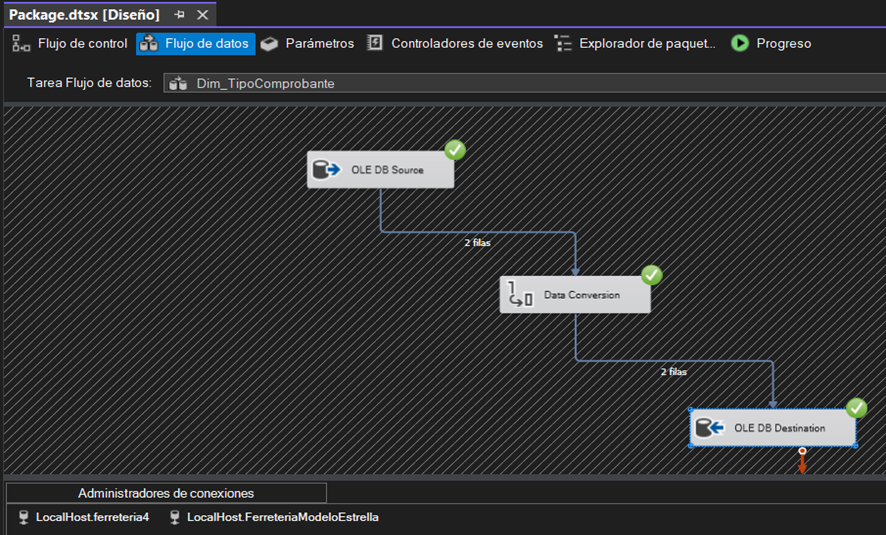 Package.dtsx [Diseño]
Flujo de control Flujo de datos Parámetros Controladores de eventos Explorador de paquet... Progreso
Tarea Flujo de datos: Dim_TipoComprobante
OLE DB Source
2 filas
Data Conversion
2 filas
OLE DB Destination
Administradores de conexiones
LocalHost.ferreteria4 LocalHost.FerreteriaModeloEstrella